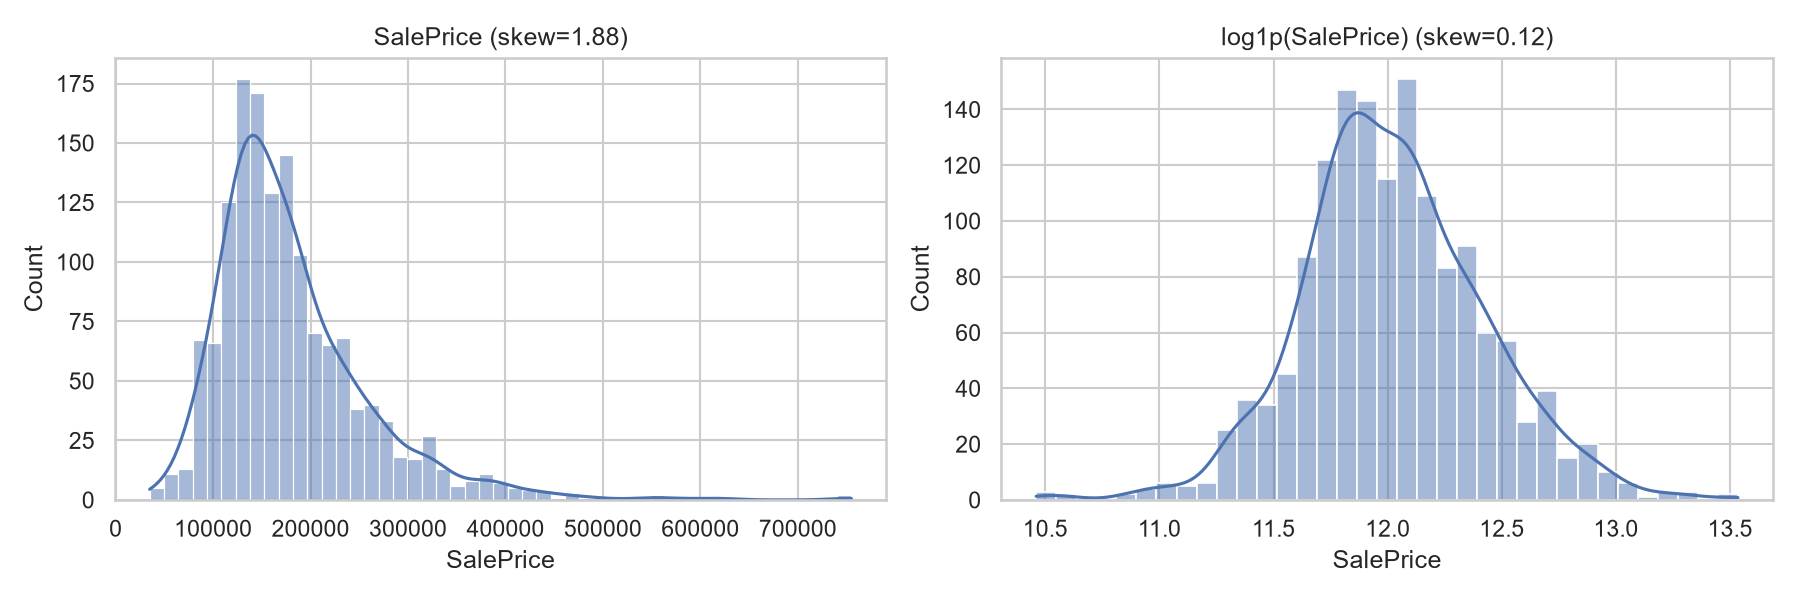 SalePrice (skew=1.88)
175
150
125
100
75
50
25
0
Count
0 100000 200000 300000 400000 500000 600000 700000
SalePrice
log1p(SalePrice) (skew=0.12)
140
120
100
80
60
40
20
0
Count
10.5 11.0 11.5 12.0 12.5 13.0 13.5
SalePrice